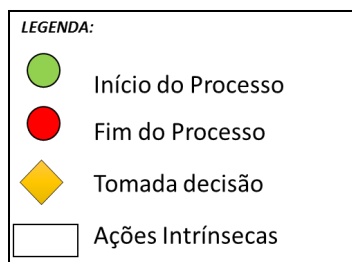 LEGENDA:
Início do Processo
Fim do Processo
Tomada decisão
Ações Intrínsecas